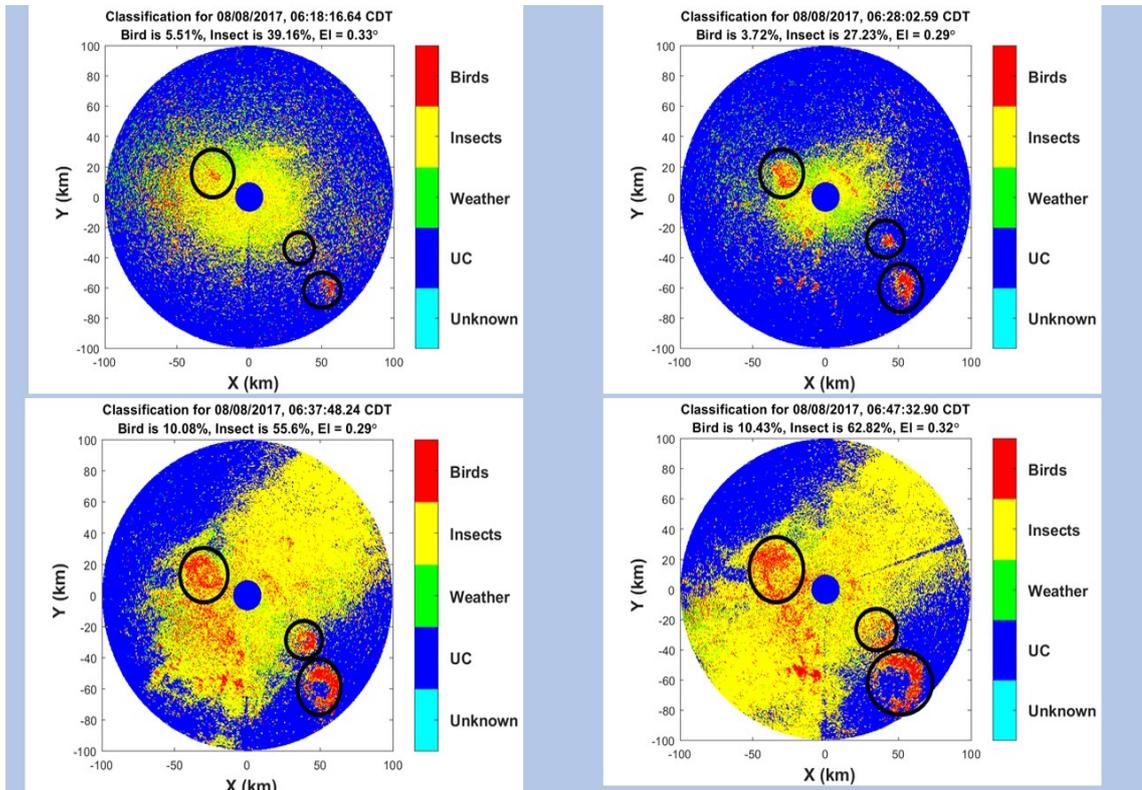 Classification for 08/08/2017, 06:18:16.64 CDT
Bird is 5.51%, Insect is 39.16%, El = 0.33°
100
80
60
40
20
0
-20
-40
-60
-80
-100
Y (km)
-100 -50 0 50 100
X (km)
Birds
Insects
Weather
UC
Unknown
Classification for 08/08/2017, 06:28:02.59 CDT
Bird is 3.72%, Insect is 27.23%, El = 0.29°
100
80
60
40
20
0
-20
-40
-60
-80
-100
Y (km)
-100 -50 0 50 100
X (km)
Birds
Insects
Weather
UC
Unknown
Classification for 08/08/2017, 06:37:48.24 CDT
Bird is 10.08%, Insect is 55.6%, El = 0.29°
100
80
60
40
20
0
-20
-40
-60
-80
-100
Y (km)
-100 -50 0 50 100
X (km)
Birds
Insects
Weather
UC
Unknown
Classification for 08/08/2017, 06:47:32.90 CDT
Bird is 10.43%, Insect is 62.82%, El = 0.32°
100
80
60
40
20
0
-20
-40
-60
-80
-100
Y (km)
-100 -50 0 50 100
X (km)
Birds
Insects
Weather
UC
Unknown